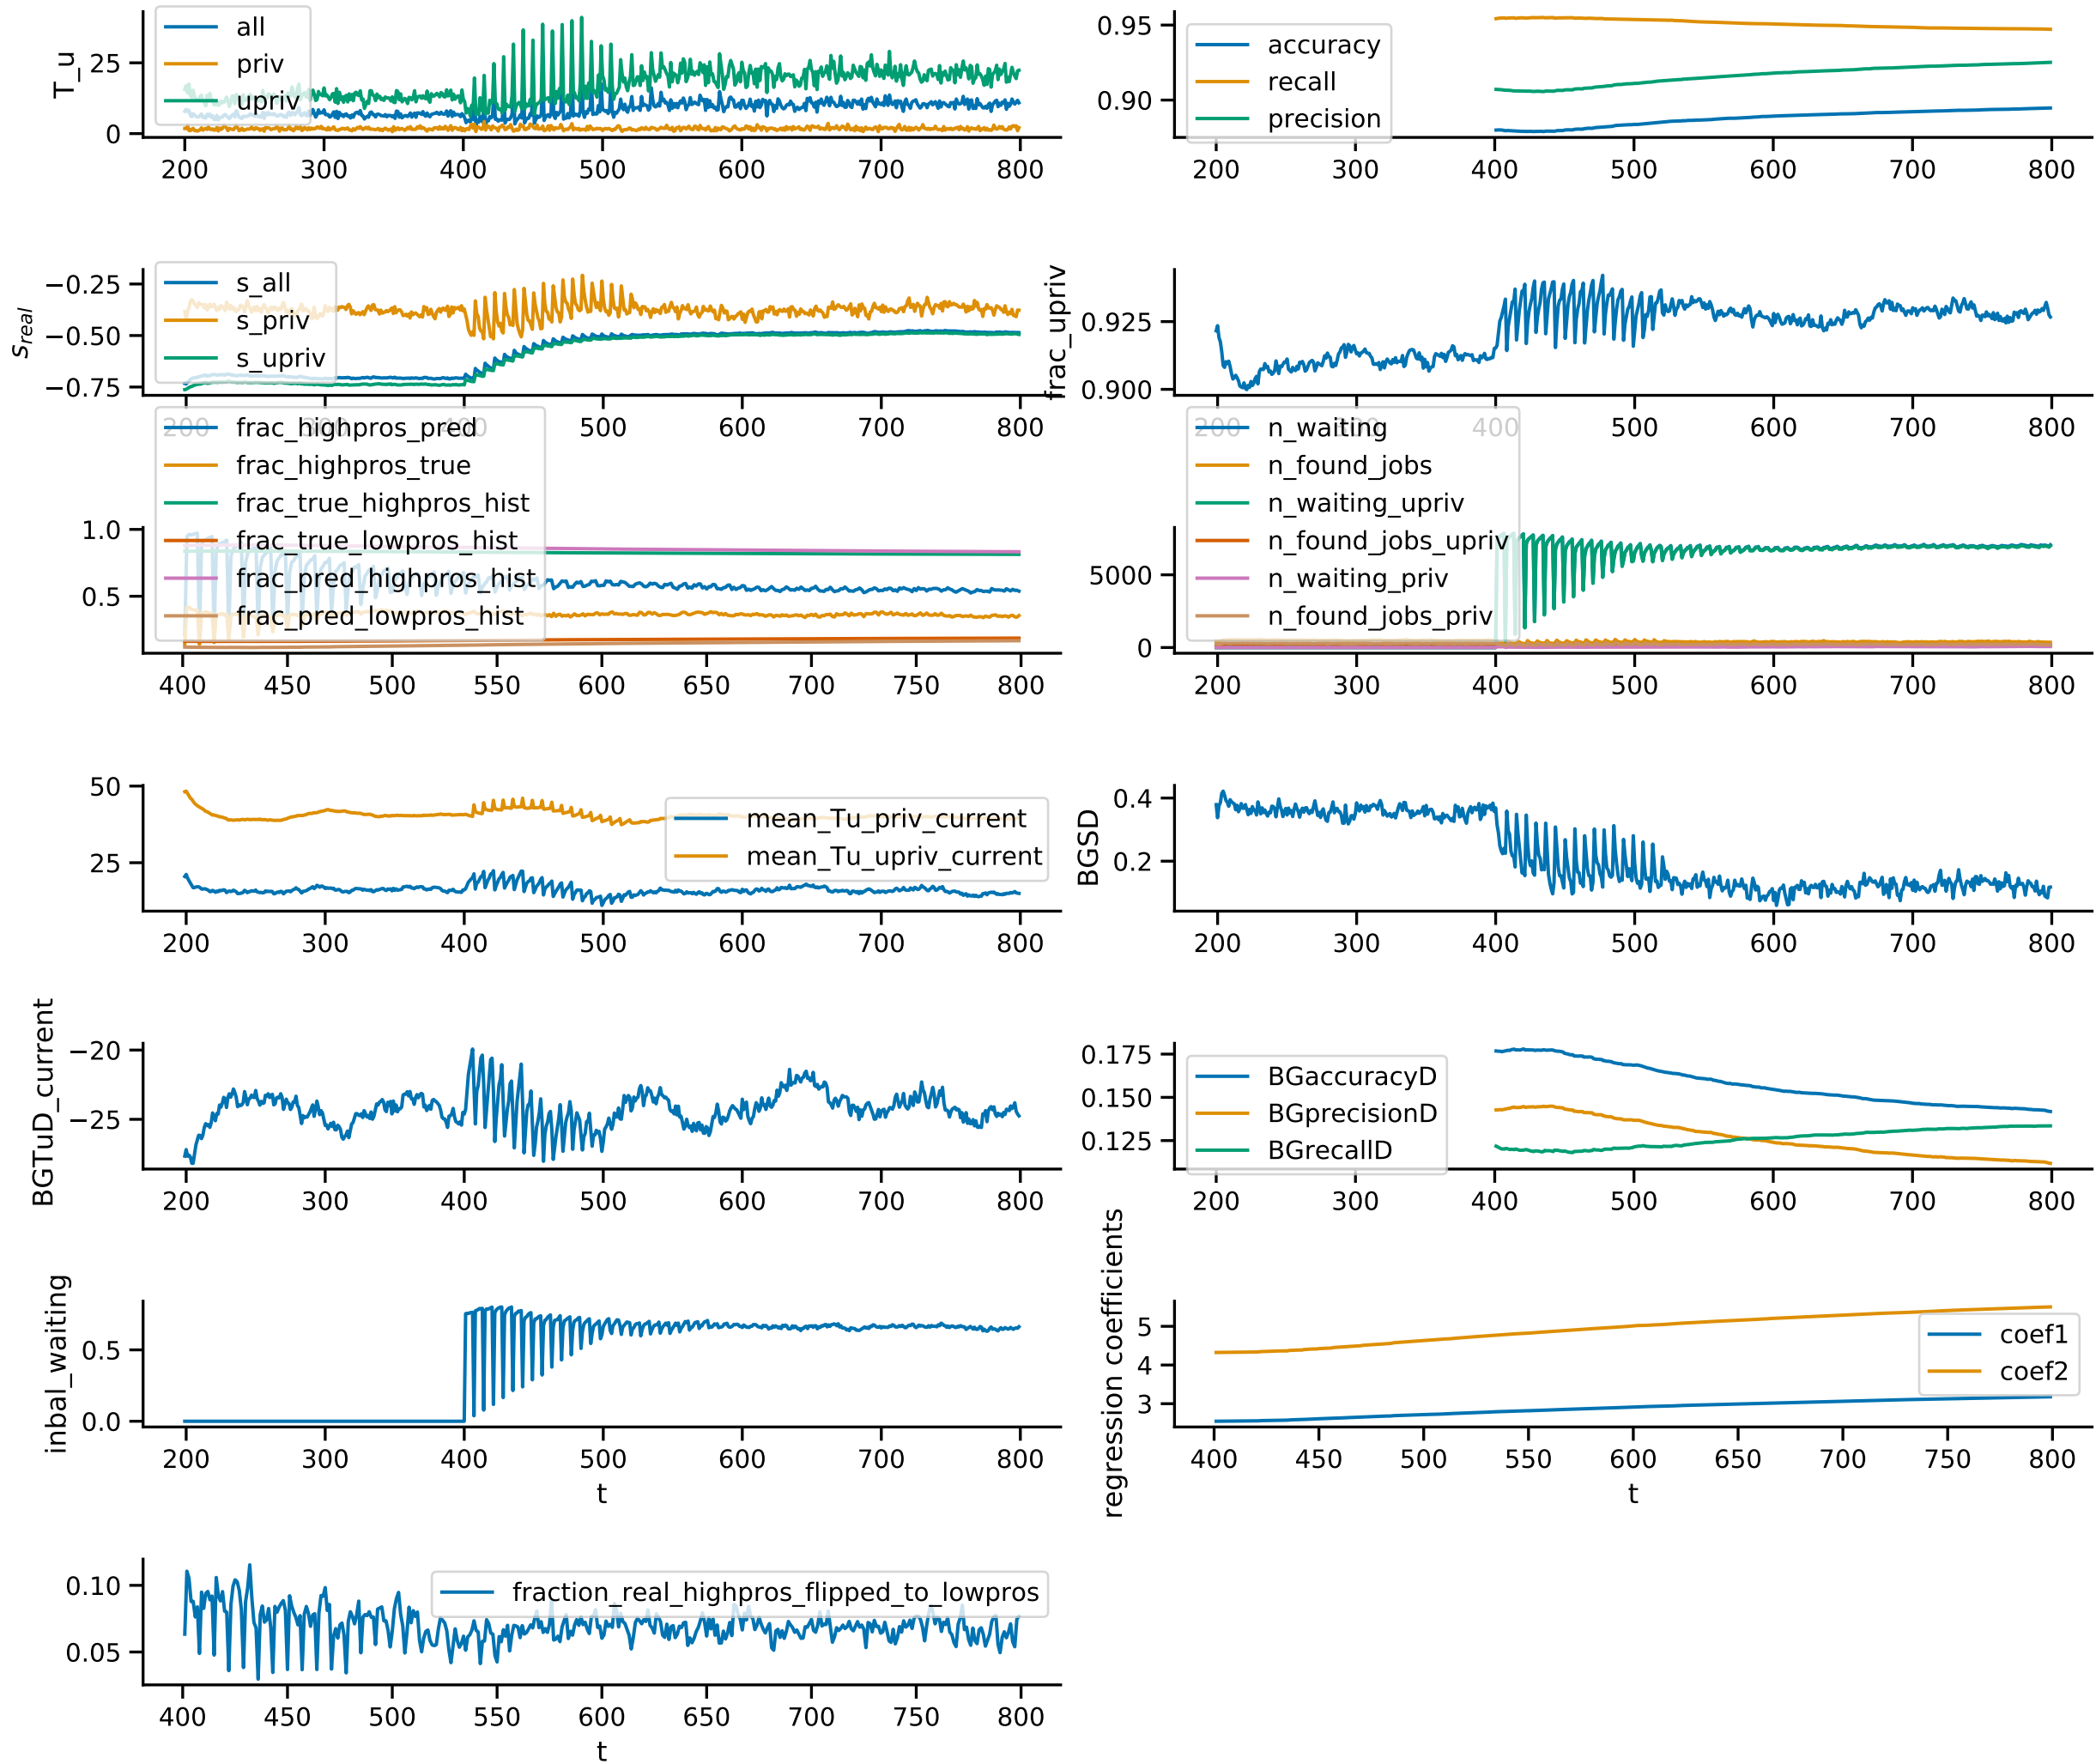 T_u
25
0
all
priv
upriv
200 300 400 500 600 700 800
0.95
0.90
accuracy
recall
precision
200 300 400 500 600 700 800
s_real
−0.25
−0.50
−0.75
s_all
s_priv
s_upriv
200 300 400 500 600 700 800
frac_upriv
0.925
0.900
200 300 400 500 600 700 800
1.0
0.5
frac_highpros_pred
frac_highpros_true
frac_true_highpros_hist
frac_true_lowpros_hist
frac_pred_highpros_hist
frac_pred_lowpros_hist
400 450 500 550 600 650 700 750 800
5000
0
n_waiting
n_found_jobs
n_waiting_upriv
n_found_jobs_upriv
n_waiting_priv
n_found_jobs_priv
200 300 400 500 600 700 800
50
25
mean_Tu_priv_current
mean_Tu_upriv_current
200 300 400 500 600 700 800
BGSD
0.4
0.2
200 300 400 500 600 700 800
BGTuD_current
−20
−25
200 300 400 500 600 700 800
0.175
0.150
0.125
BGaccuracyD
BGprecisionD
BGrecallD
200 300 400 500 600 700 800
inbal_waiting
0.5
0.0
200 300 400 500 600 700 800
t
regression coefficients
5
4
3
coef1
coef2
400 450 500 550 600 650 700 750 800
t
0.10
0.05
fraction_real_highpros_flipped_to_lowpros
400 450 500 550 600 650 700 750 800
t